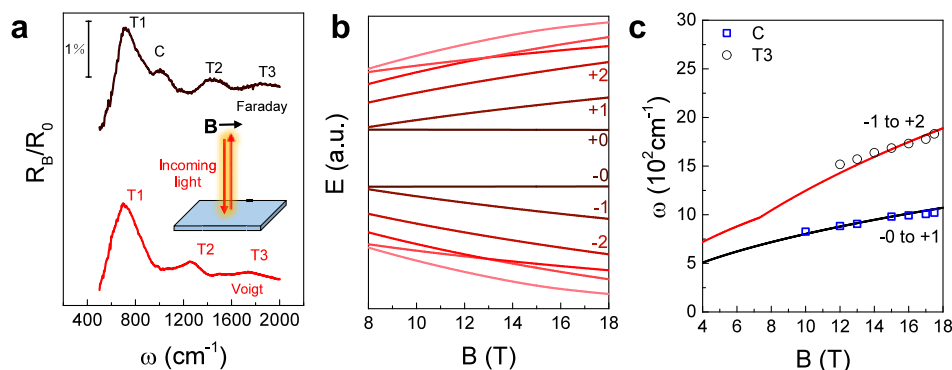 a
1%
T1
C
T2
T3
Faraday
B
Incoming
light
T1
T2
T3
Voigt
R_B/R_0
400 800 1200 1600 2000
ω (cm⁻¹)
b
E (a.u.)
+2
+1
+0
-0
-1
-2
8 10 12 14 16 18
B (T)
c
C
T3
-1 to +2
-0 to +1
ω (10²cm⁻¹)
30
25
20
15
10
5
0
4 6 8 10 12 14 16 18
B (T)